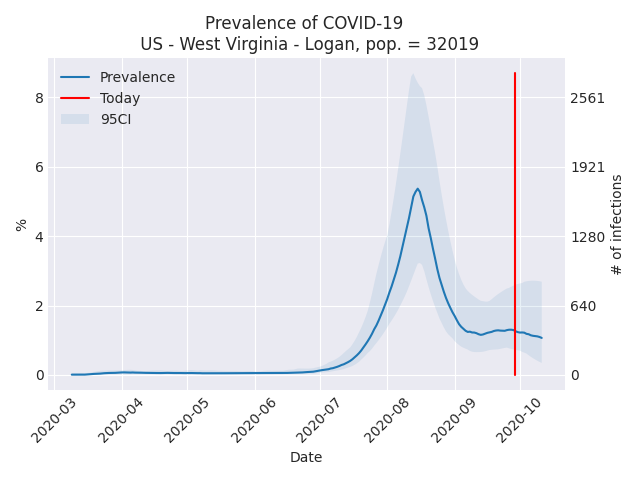 Prevalence of COVID-19
US - West Virginia - Logan, pop. = 32019
Prevalence
Today
95CI
%
8
6
4
2
0
2561
1921
1280
640
0
# of infections
2020-03
2020-04
2020-05
2020-06
2020-07
2020-08
2020-09
2020-10
Date